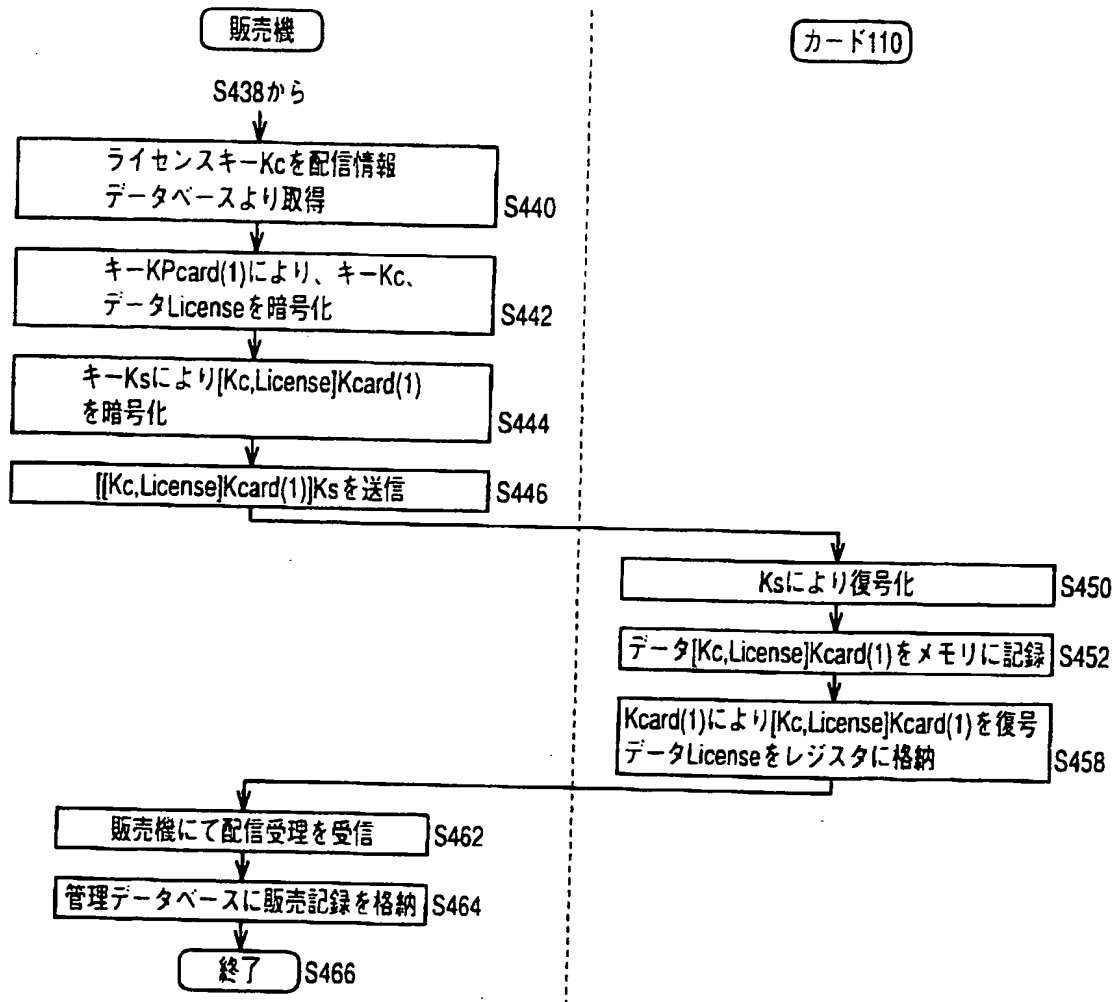 販売機
カード110
S438から
ライセンスキーKcを配信情報
データベースより取得
S440
キーKPcard(1)により、キーKc、
データLicenseを暗号化
S442
キーKsにより[Kc,License]Kcard(1)
を暗号化
S444
[[Kc,License]Kcard(1)]Ksを送信
S446
Ksにより復号化
S450
データ[Kc,License]Kcard(1)をメモリに記録
S452
Kcard(1)により[Kc,License]Kcard(1)を復号
データLicenseをレジスタに格納
S458
販売機にて配信受理を受信
S462
管理データベースに販売記録を格納
S464
終了
S466